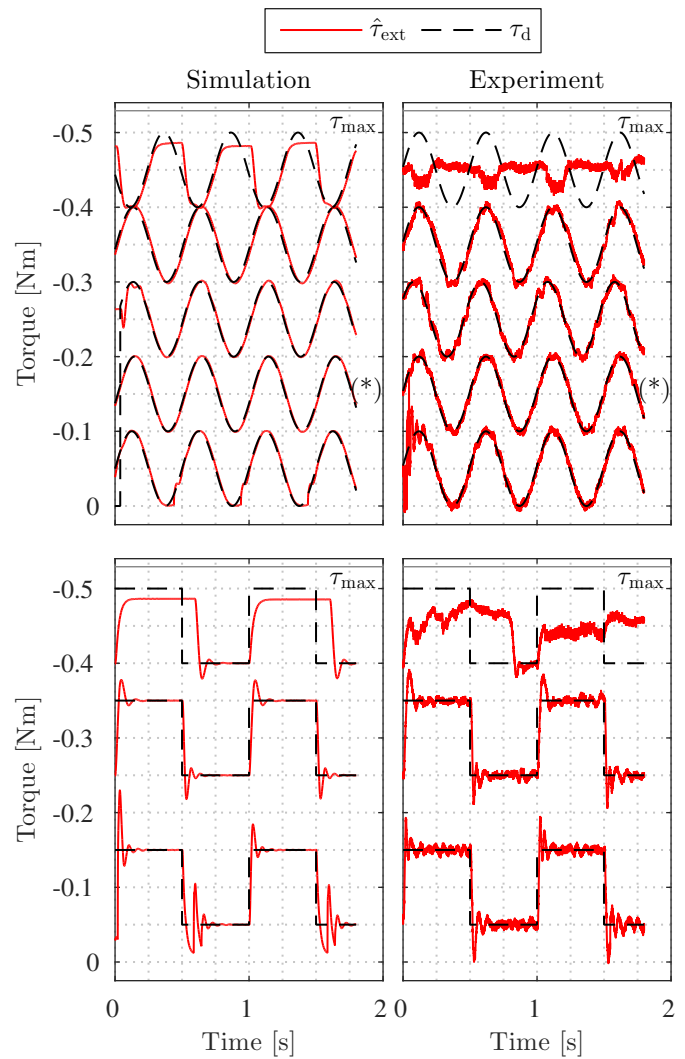 τ̂ext τd
Simulation Experiment
τmax τmax
-0.5
-0.4
-0.3
-0.2
-0.1
0
Torque [Nm]
(*) (*)
τmax τmax
-0.5
-0.4
-0.3
-0.2
-0.1
0
Torque [Nm]
0 1 2 0 1 2
Time [s] Time [s]